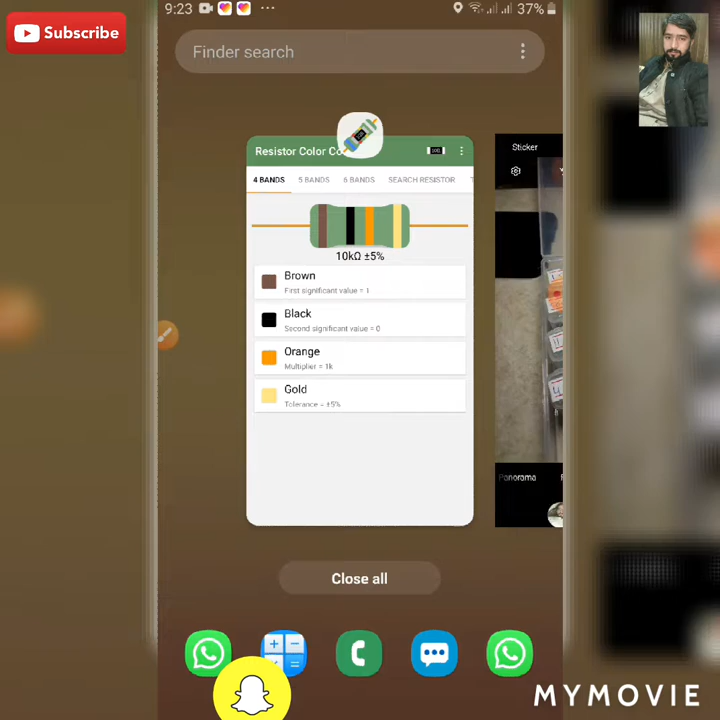 Subscribe
9:23
37%
Finder search
Resistor Color Co
4 BANDS
5 BANDS
6 BANDS
SEARCH RESISTOR
10kΩ ±5%
Brown
First significant value = 1
Black
Second significant value = 0
Orange
Multiplier = 1k
Gold
Tolerance = ±5%
Sticker
Panorama
Close all
MYMOVIE